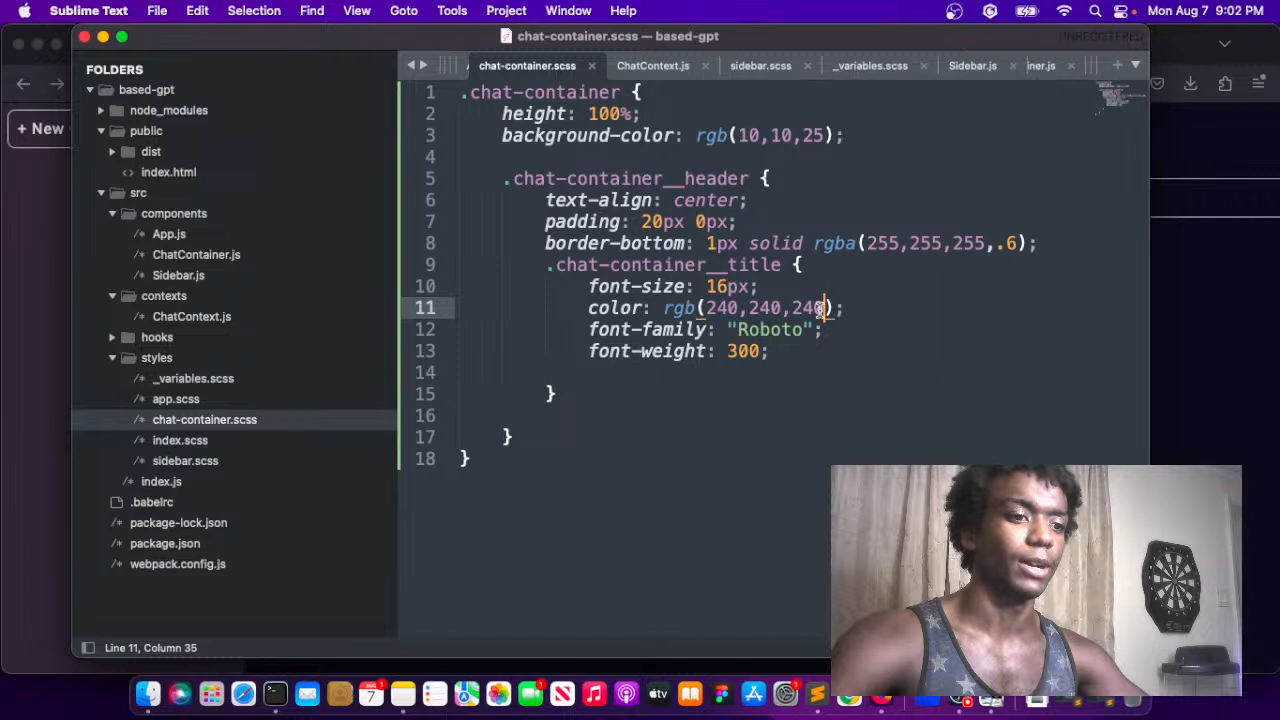 Sublime Text File Edit Selection Find View Goto Tools Project Window Help Mon Aug 7 9:02 PM
chat-container.scss — based-gpt UNREGISTERED
FOLDERS
based-gpt
node_modules
public
dist
<> index.html
src
components
/* App.js
/* ChatContainer.js
/* Sidebar.js
contexts
/* ChatContext.js
hooks
styles
/* _variables.scss
/* app.scss
/* chat-container.scss
/* index.scss
/* sidebar.scss
/* index.js
/* .babelrc
/* package-lock.json
/* package.json
/* webpack.config.js
+ New
chat-container.scss × ChatContext.js × sidebar.scss × _variables.scss × Sidebar.js × iner.js × +
1 .chat-container {
2 height: 100%;
3 background-color: rgb(10,10,25);
4
5 .chat-container__header {
6 text-align: center;
7 padding: 20px 0px;
8 border-bottom: 1px solid rgba(255,255,255,.6);
9 .chat-container__title {
10 font-size: 16px;
11 color: rgb(240,240,240);
12 font-family: "Roboto";
13 font-weight: 300;
14
15 }
16
17 }
18 }
Line 11, Column 35
AUG
7
tv